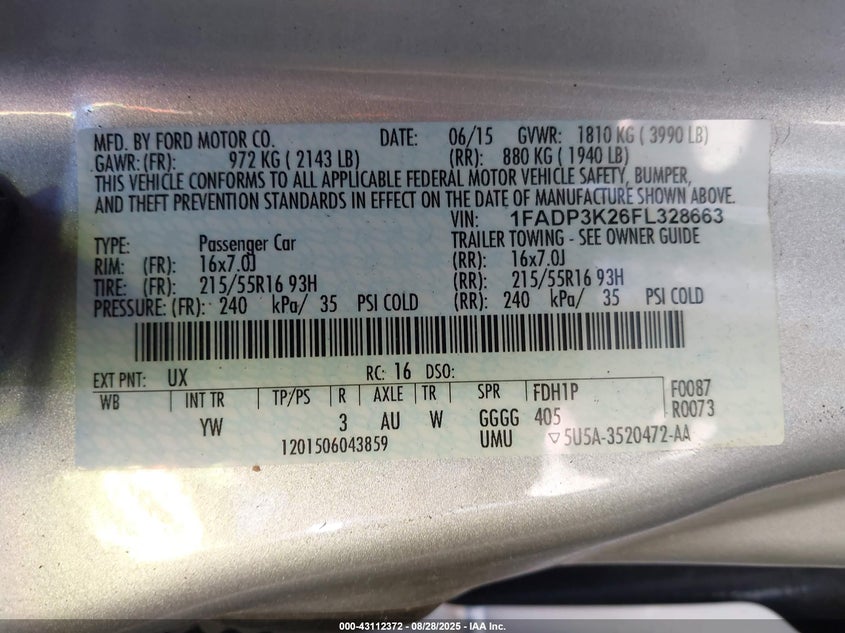 MFD. BY FORD MOTOR CO. DATE: 06/15 GVWR: 1810 KG ( 3990 LB)
GAWR: (FR): 972 KG ( 2143 LB) (RR): 880 KG ( 1940 LB)
THIS VEHICLE CONFORMS TO ALL APPLICABLE FEDERAL MOTOR VEHICLE SAFETY, BUMPER,
AND THEFT PREVENTION STANDARDS IN EFFECT ON THE DATE OF MANUFACTURE SHOWN ABOVE.
VIN: 1FADP3K26FL328663
TYPE: Passenger Car TRAILER TOWING - SEE OWNER GUIDE
RIM: (FR): 16x7.0J (RR): 16x7.0J
TIRE: (FR): 215/55R16 93H (RR): 215/55R16 93H
PRESSURE: (FR): 240 kPa/ 35 PSI COLD (RR): 240 kPa/ 35 PSI COLD
EXT PNT: UX RC: 16 DSO:
WB INT TR TP/PS R AXLE TR SPR FDH1P F0087
YW 3 AU W GGGG 405 R0073
1201506043859 UMU ▽5U5A-3520472-AA
000-43112372 - 08/28/2025 - IAA Inc.